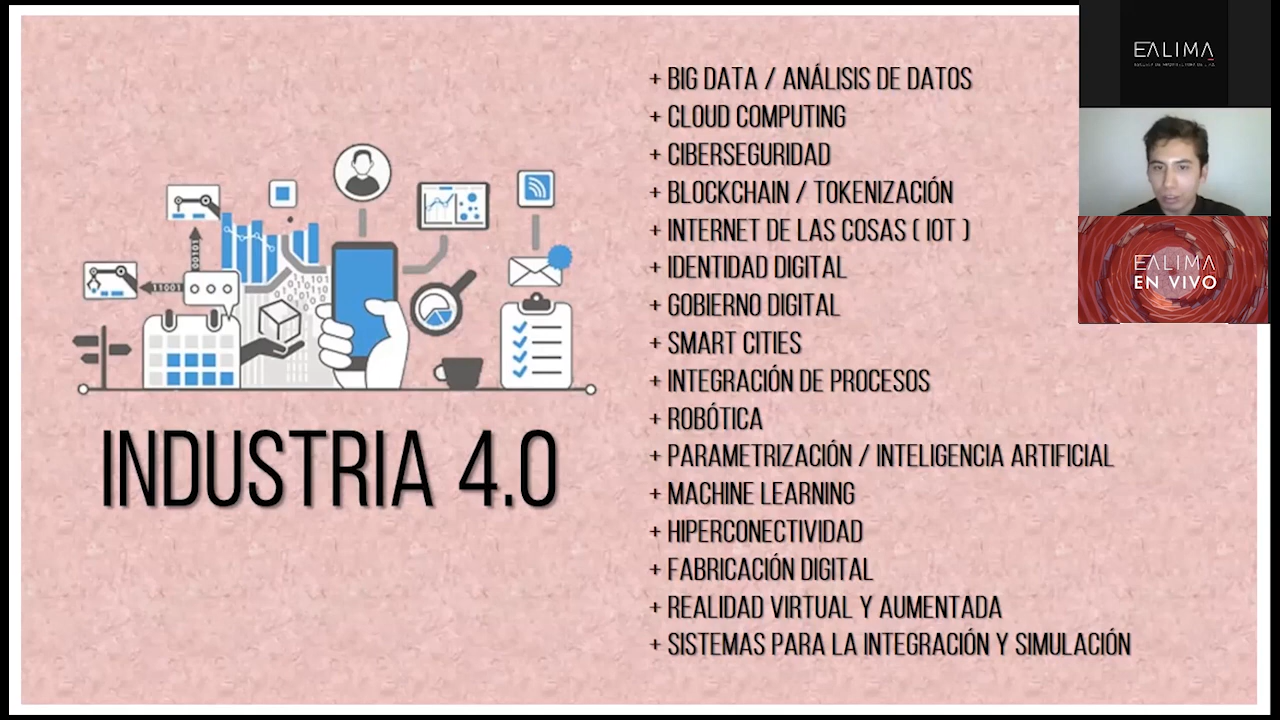 + BIG DATA / ANÁLISIS DE DATOS
+ CLOUD COMPUTING
+ CIBERSEGURIDAD
+ BLOCKCHAIN / TOKENIZACIÓN
+ INTERNET DE LAS COSAS ( IOT )
+ IDENTIDAD DIGITAL
+ GOBIERNO DIGITAL
+ SMART CITIES
+ INTEGRACIÓN DE PROCESOS
+ ROBÓTICA
+ PARAMETRIZACIÓN / INTELIGENCIA ARTIFICIAL
+ MACHINE LEARNING
+ HIPERCONECTIVIDAD
+ FABRICACIÓN DIGITAL
+ REALIDAD VIRTUAL Y AUMENTADA
+ SISTEMAS PARA LA INTEGRACIÓN Y SIMULACIÓN
INDUSTRIA 4.0
11001
00101
EALIMA
EALIMA
EN VIVO